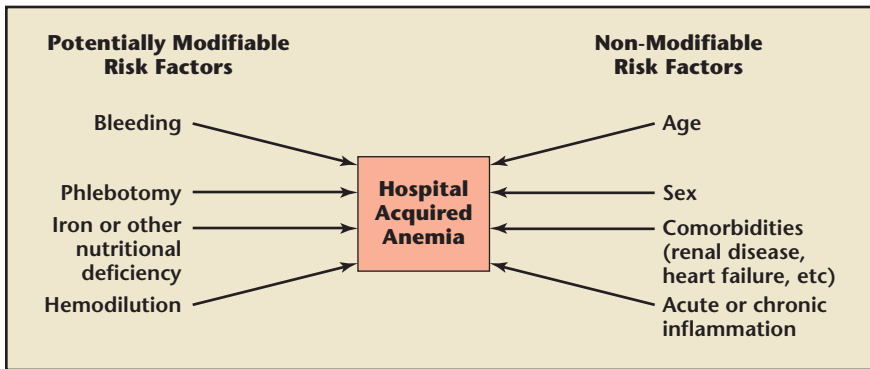 Potentially Modifiable
Risk Factors
Bleeding
Phlebotomy
Iron or other
nutritional
deficiency
Hemodilution
Hospital
Acquired
Anemia
Non-Modifiable
Risk Factors
Age
Sex
Comorbidities
(renal disease,
heart failure, etc)
Acute or chronic
inflammation